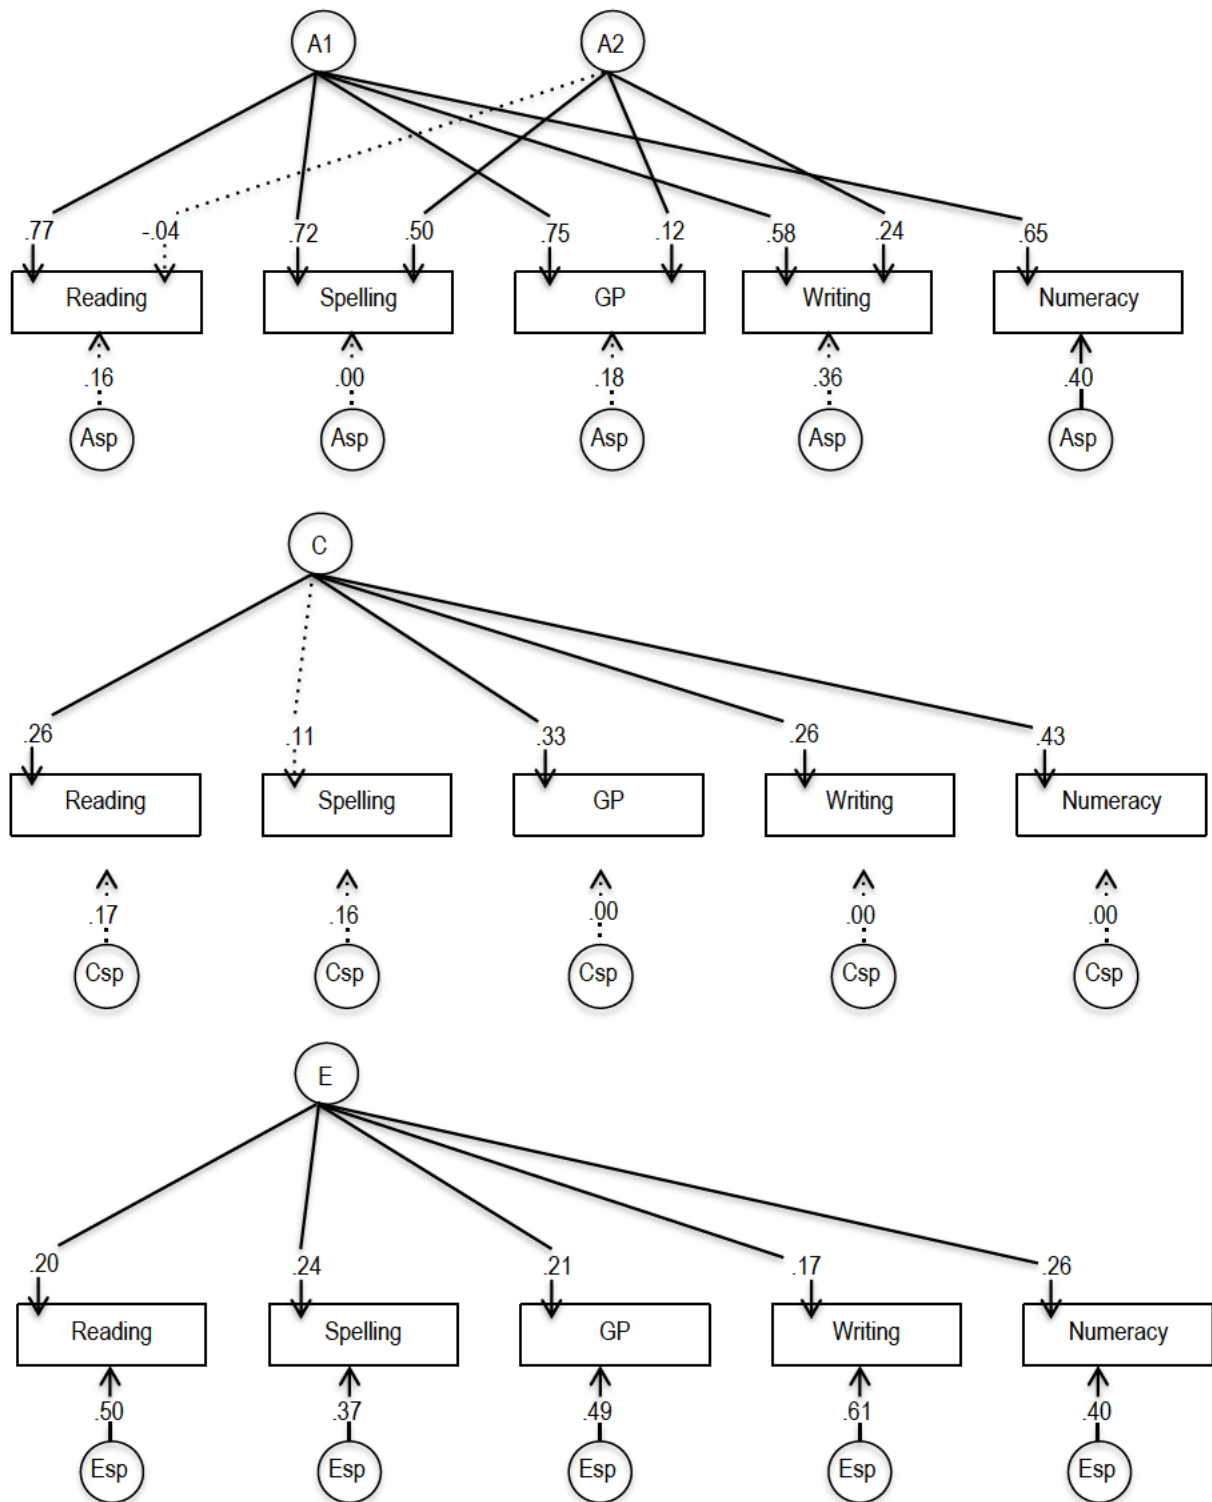 A1 A2
.77 -.04 .72 .50 .75 .12 .58 .24 .65
Reading Spelling GP Writing Numeracy
.16 .00 .18 .36 .40
Asp Asp Asp Asp Asp
C
.26 .11 .33 .26 .43
Reading Spelling GP Writing Numeracy
.17 .16 .00 .00 .00
Csp Csp Csp Csp Csp
E
.20 .24 .21 .17 .26
Reading Spelling GP Writing Numeracy
.50 .37 .49 .61 .40
Esp Esp Esp Esp Esp